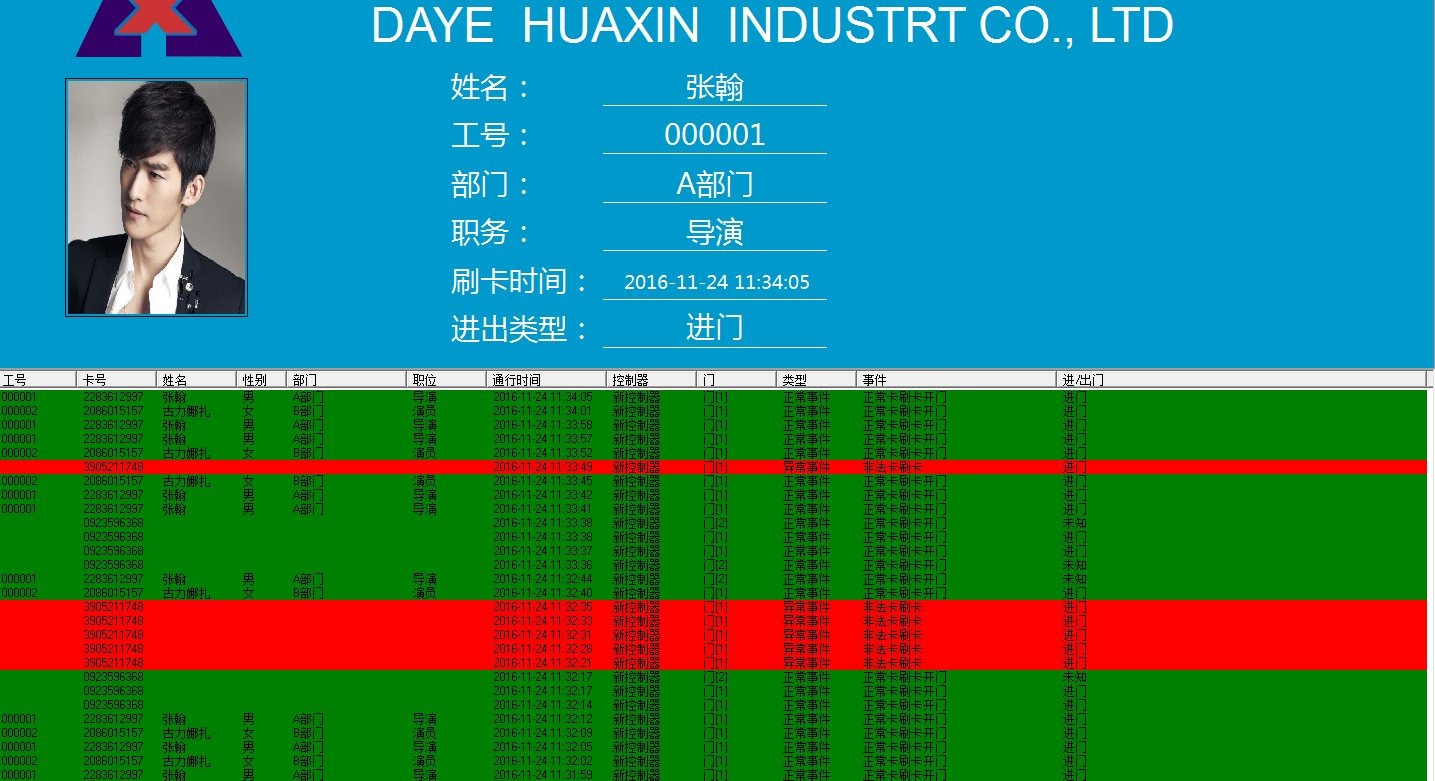 DAYE HUAXIN INDUSTRT CO., LTD
姓名： 张翰
工号： 000001
部门： A部门
职务： 导演
刷卡时间： 2016-11-24 11:34:05
进出类型： 进门
工号 卡号 姓名 性别 部门 职位 通行时间 控制器 门 类型 事件 进/出门
000001 2283612997 张翰 男 A部门 导演 2016-11-24 11:34:05 新控制器 门[1] 正常事件 正常卡刷卡开门 进门
000002 2086015157 古力娜扎 女 B部门 演员 2016-11-24 11:34:01 新控制器 门[1] 正常事件 正常卡刷卡开门 进门
000001 2283612997 张翰 男 A部门 导演 2016-11-24 11:33:58 新控制器 门[1] 正常事件 正常卡刷卡开门 进门
000001 2283612997 张翰 男 A部门 导演 2016-11-24 11:33:57 新控制器 门[1] 正常事件 正常卡刷卡开门 进门
000002 2086015157 古力娜扎 女 B部门 演员 2016-11-24 11:33:52 新控制器 门[1] 正常事件 正常卡刷卡开门 进门
3905211748 2016-11-24 11:33:49 新控制器 门[1] 异常事件 非法卡刷卡 进门
000002 2086015157 古力娜扎 女 B部门 演员 2016-11-24 11:33:45 新控制器 门[1] 正常事件 正常卡刷卡开门 进门
000001 2283612997 张翰 男 A部门 导演 2016-11-24 11:33:42 新控制器 门[1] 正常事件 正常卡刷卡开门 进门
000001 2283612997 张翰 男 A部门 导演 2016-11-24 11:33:41 新控制器 门[1] 正常事件 正常卡刷卡开门 进门
0923596368 2016-11-24 11:33:38 新控制器 门[2] 正常事件 正常卡刷卡开门 未知
0923596368 2016-11-24 11:33:38 新控制器 门[1] 正常事件 正常卡刷卡开门 进门
0923596368 2016-11-24 11:33:37 新控制器 门[1] 正常事件 正常卡刷卡开门 进门
0923596368 2016-11-24 11:33:36 新控制器 门[2] 正常事件 正常卡刷卡开门 未知
000001 2283612997 张翰 男 A部门 导演 2016-11-24 11:32:44 新控制器 门[2] 正常事件 正常卡刷卡开门 未知
000002 2086015157 古力娜扎 女 B部门 演员 2016-11-24 11:32:40 新控制器 门[1] 正常事件 正常卡刷卡开门 进门
3905211748 2016-11-24 11:32:35 新控制器 门[1] 异常事件 非法卡刷卡 进门
3905211748 2016-11-24 11:32:33 新控制器 门[1] 异常事件 非法卡刷卡 进门
3905211748 2016-11-24 11:32:31 新控制器 门[1] 异常事件 非法卡刷卡 进门
3905211748 2016-11-24 11:32:28 新控制器 门[1] 异常事件 非法卡刷卡 进门
3905211748 2016-11-24 11:32:21 新控制器 门[1] 异常事件 非法卡刷卡 进门
0923596368 2016-11-24 11:32:17 新控制器 门[2] 正常事件 正常卡刷卡开门 未知
0923596368 2016-11-24 11:32:17 新控制器 门[1] 正常事件 正常卡刷卡开门 进门
0923596368 2016-11-24 11:32:14 新控制器 门[1] 正常事件 正常卡刷卡开门 进门
000001 2283612997 张翰 男 A部门 导演 2016-11-24 11:32:12 新控制器 门[1] 正常事件 正常卡刷卡开门 进门
000002 2086015157 古力娜扎 女 B部门 演员 2016-11-24 11:32:09 新控制器 门[1] 正常事件 正常卡刷卡开门 进门
000001 2283612997 张翰 男 A部门 导演 2016-11-24 11:32:05 新控制器 门[1] 正常事件 正常卡刷卡开门 进门
000002 2086015157 古力娜扎 女 B部门 演员 2016-11-24 11:32:02 新控制器 门[1] 正常事件 正常卡刷卡开门 进门
000001 2283612997 张翰 男 A部门 导演 2016-11-24 11:31:59 新控制器 门[1] 正常事件 正常卡刷卡开门 进门